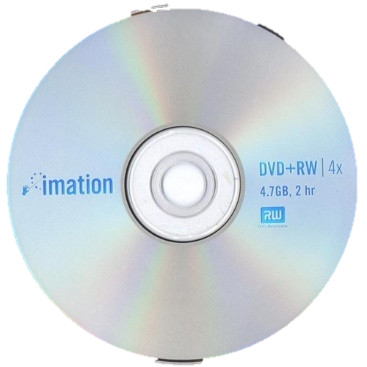 imation
DVD+RW | 4x
4.7GB, 2 hr
RW